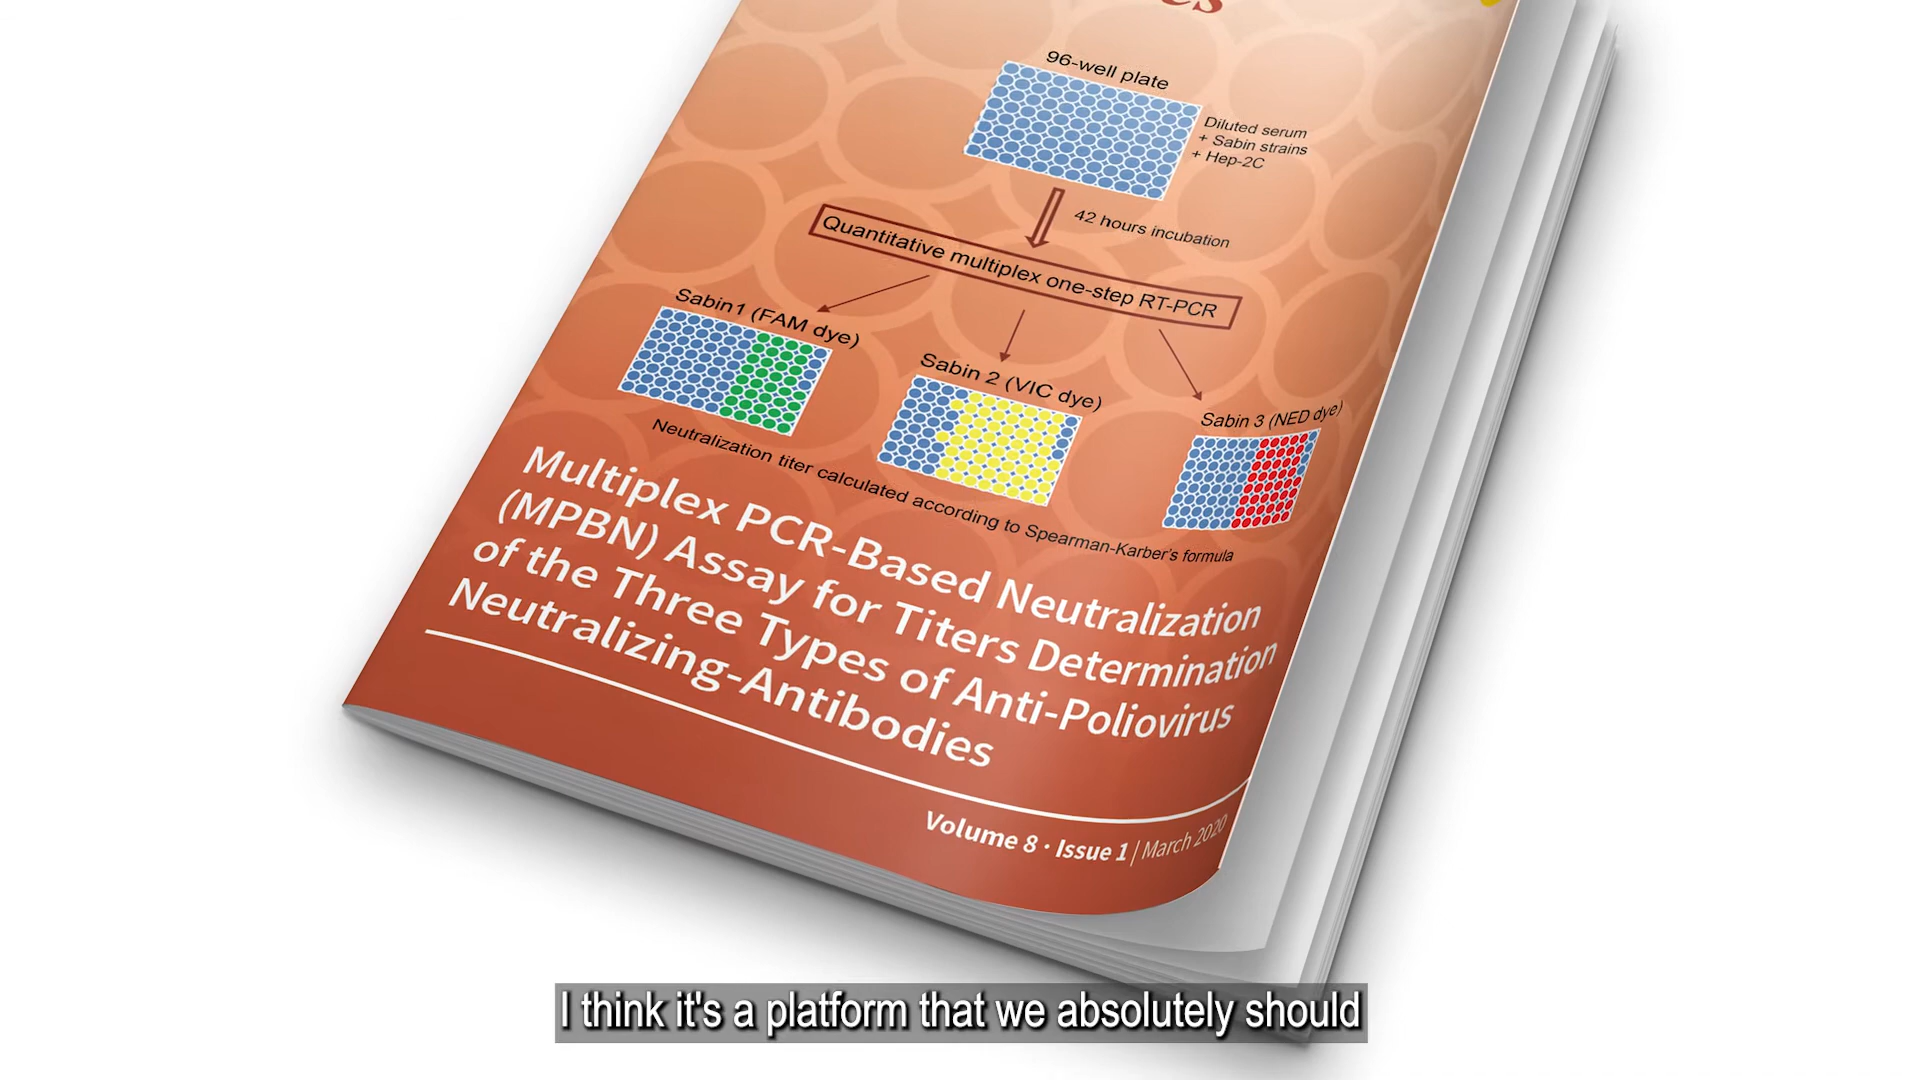 96-well plate
Diluted serum
+ Sabin strains
+ Hep-2C
42 hours incubation
Quantitative multiplex one-step RT-PCR
Sabin1 (FAM dye)
Sabin 2 (VIC dye)
Sabin 3 (NED dye)
Neutralization titer calculated according to Spearman-Karber's formula
Multiplex PCR-Based Neutralization
(MPBN) Assay for Titers Determination
of the Three Types of Anti-Poliovirus
Neutralizing-Antibodies
Volume 8 · Issue 1 | March 2020
I think it's a platform that we absolutely should